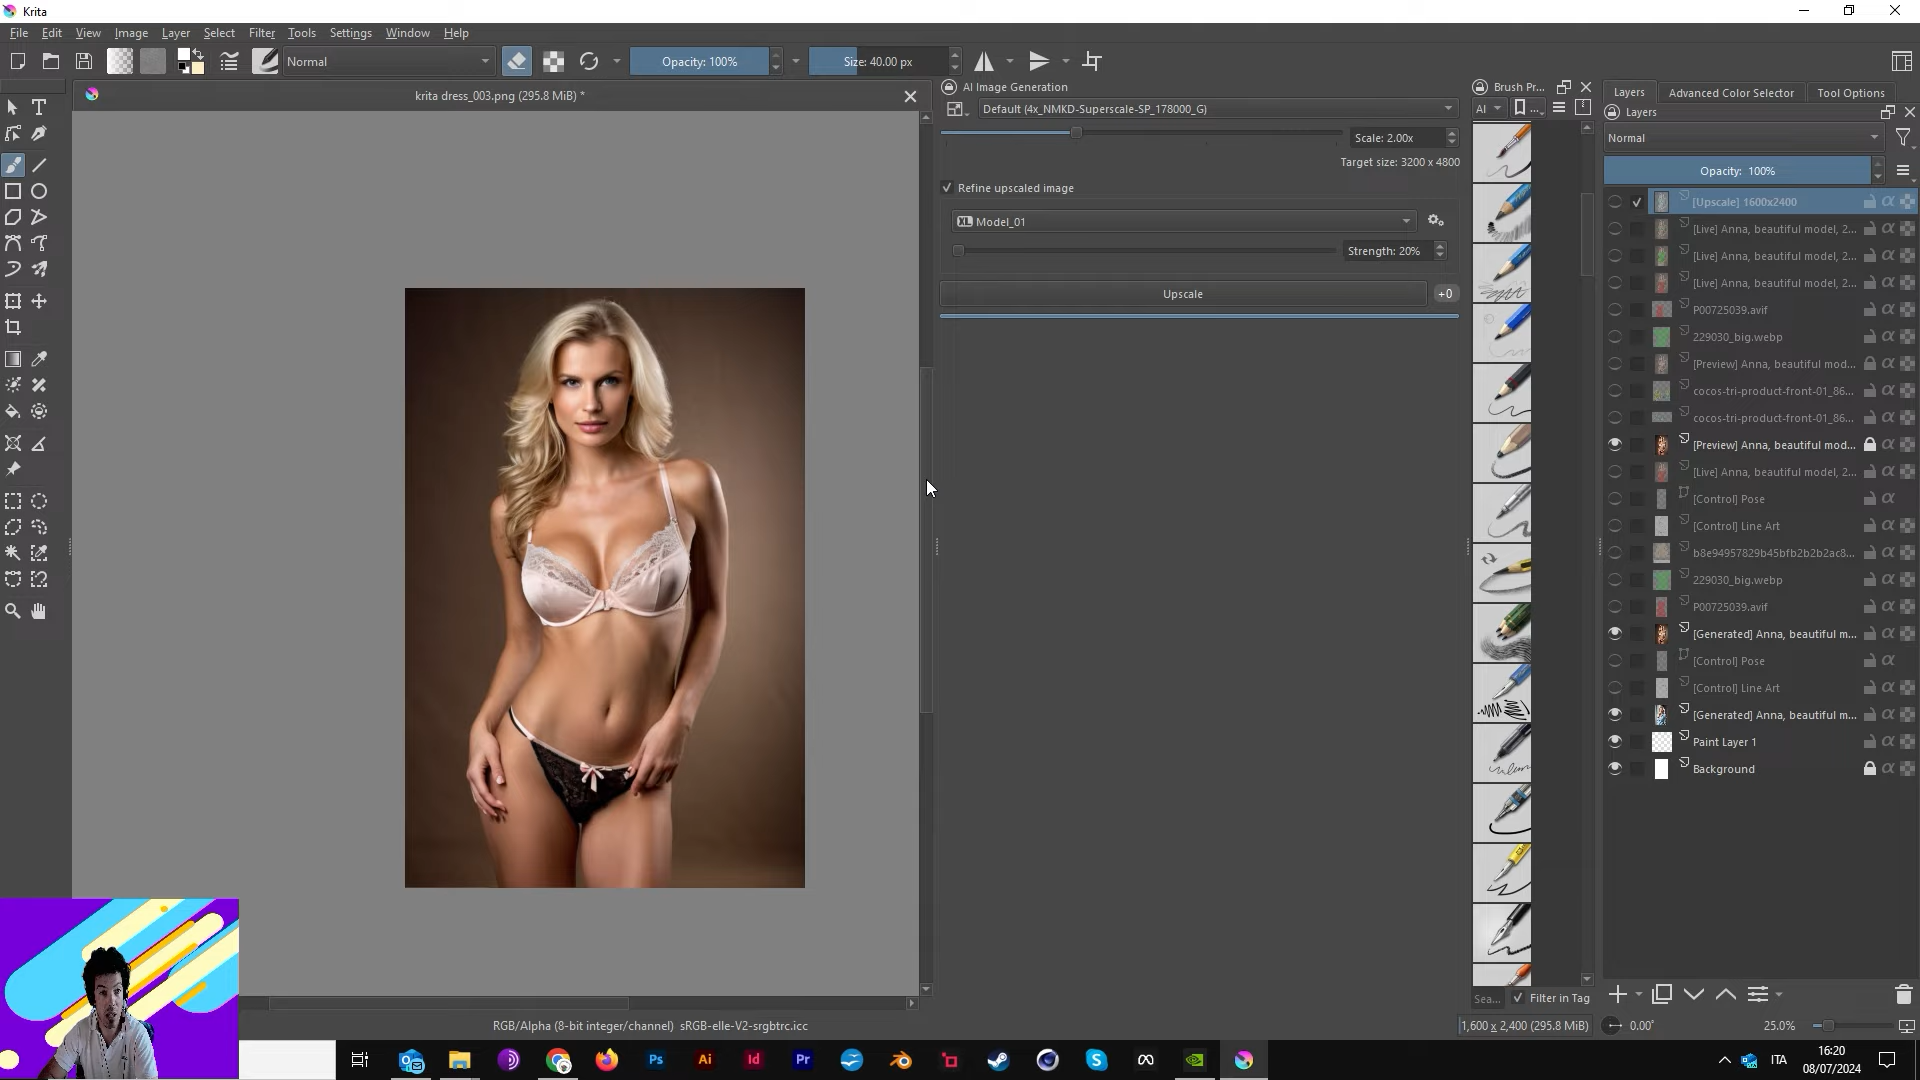 Krita
File Edit View Image Layer Select Filter Tools Settings Window Help
Normal
Opacity: 100%
Size: 40.00 px
krita dress_003.png (295.8 MiB) *
AI Image Generation
Default (4x_NMKD-Superscale-SP_178000_G)
Scale: 2.00x
Target size: 3200 x 4800
Refine upscaled image
XL Model_01
Strength: 20%
Upscale
+0
Brush Pr...
Al
...
Sea...
Filter in Tag
Layers Advanced Color Selector Tool Options
Layers
Normal
Opacity: 100%
[Upscale] 1600x2400
[Live] Anna, beautiful model, 2...
[Live] Anna, beautiful model, 2...
[Live] Anna, beautiful model, 2...
P00725039.avif
229030_big.webp
[Preview] Anna, beautiful mod...
cocos-tri-product-front-01_86...
cocos-tri-product-front-01_86...
[Preview] Anna, beautiful mod...
[Live] Anna, beautiful model, 2...
[Control] Pose
[Control] Line Art
b8e94957829b45bfb2b2b2ac8...
229030_big.webp
P00725039.avif
[Generated] Anna, beautiful m...
[Control] Pose
[Control] Line Art
[Generated] Anna, beautiful m...
Paint Layer 1
Background
RGB/Alpha (8-bit integer/channel) sRGB-elle-V2-srgbtrc.icc
1,600 x 2,400 (295.8 MiB)
0.00°
25.0%
Ps Ai Id Pr
ITA
16:20
08/07/2024